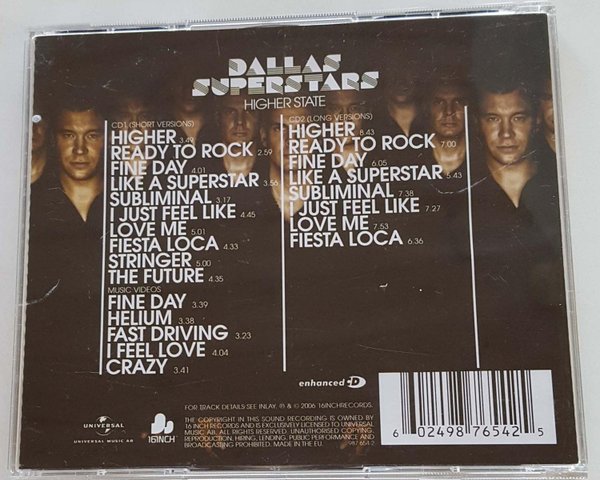 DALLAS
SUPERSTARS
HIGHER STATE
CD1 (SHORT VERSIONS)
HIGHER 3.49
READY TO ROCK 2:59
FINE DAY 4.01
LIKE A SUPERSTAR 3.56
SUBLIMINAL 3.17
I JUST FEEL LIKE 4.45
LOVE ME 5.01
FIESTA LOCA 4.33
STRINGER 5.00
THE FUTURE 4.35
MUSIC VIDEOS
FINE DAY 3.39
HELIUM 3.38
FAST DRIVING 3.23
I FEEL LOVE 4.04
CRAZY 3.41
CD2 (LONG VERSIONS)
HIGHER 8.43
READY TO ROCK 7:00
FINE DAY 6.05
LIKE A SUPERSTAR 5.43
SUBLIMINAL 7.38
I JUST FEEL LIKE 7.27
LOVE ME 7.53
FIESTA LOCA 6.36
enhanced CD
FOR TRACK DETAILS SEE INLAY. ℗ & © 2006 16INCHRECORDS.
THE COPYRIGHT IN THIS SOUND RECORDING IS OWNED BY
16 INCH RECORDS AND IS EXCLUSIVELY LICENSED TO UNIVERSAL
MUSIC AB. ALL RIGHTS RESERVED. UNAUTHORISED COPYING,
REPRODUCTION, HIRING, LENDING, PUBLIC PERFORMANCE AND
BROADCASTING PROHIBITED. MADE IN THE EU. 987 654-2
UNIVERSAL
UNIVERSAL MUSIC AB
16INCH
6 02498 76542 5